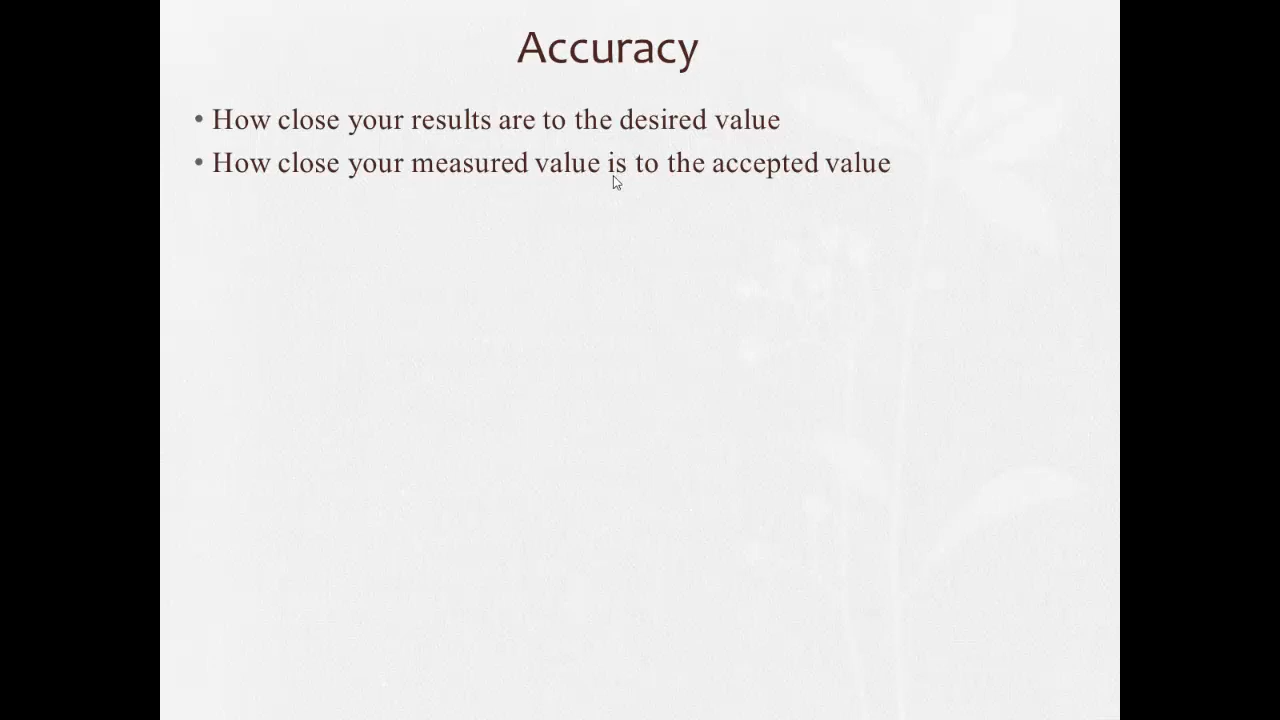 Accuracy
• How close your results are to the desired value
• How close your measured value is to the accepted value